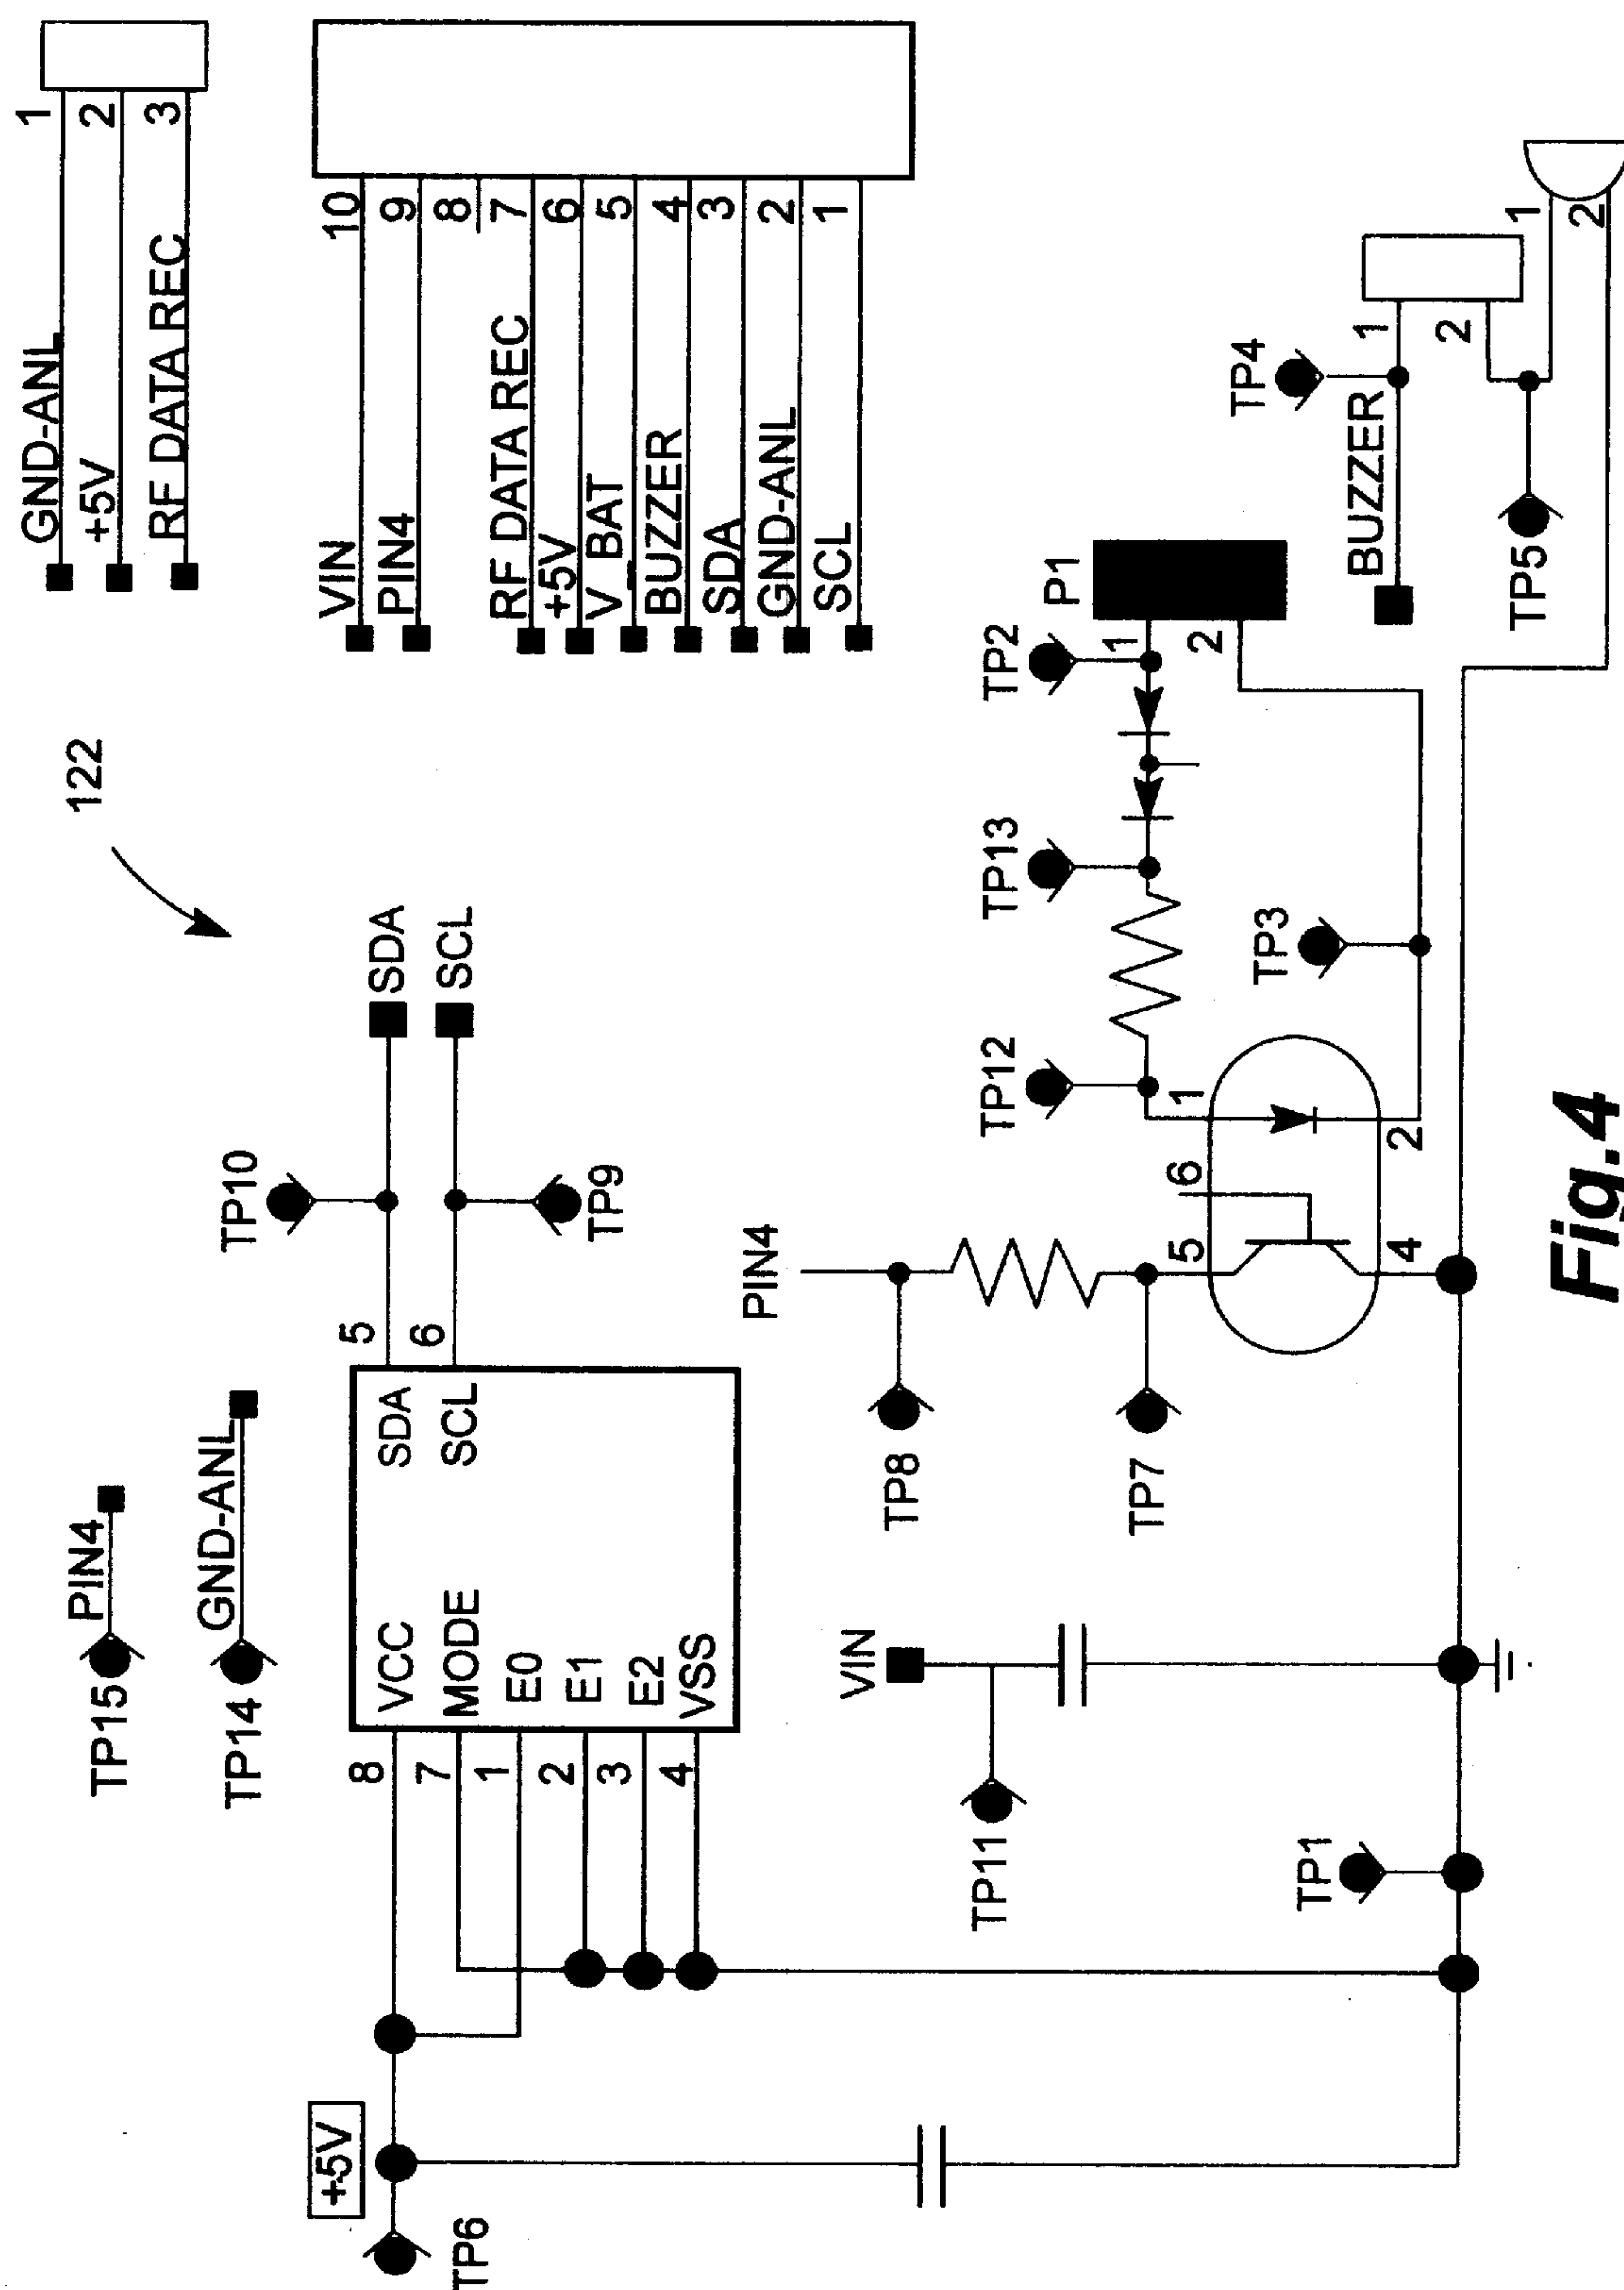 GND-ANL 1
+5V 2
RF DATA REC 3
VIN 10
PIN4 9
8
RF DATA REC 7
+5V 6
V_BAT 5
BUZZER 4
SDA 3
GND-ANL 2
SCL 1
122
TP15 PIN4
TP14 GND-ANL
+5V
TP6
8 VCC
7 MODE
1 E0
2 E1
3 E2
4 VSS
SDA 5
SCL 6
TP10
SDA
SCL
TP9
PIN4
TP8
TP7
5
6
4
1
2
TP12
TP13
TP2
TP3
P1
1
2
VIN
TP11
TP1
TP4
BUZZER
1
2
TP5
1
2
Fig.4